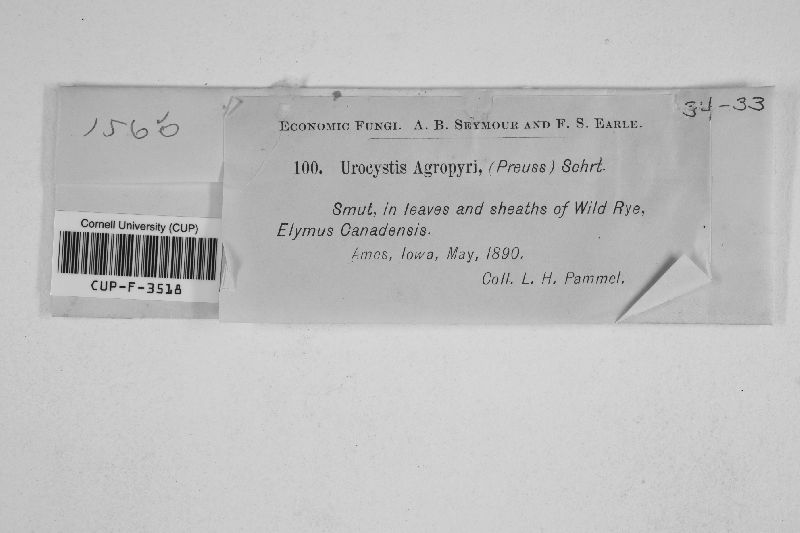 1560
34-33
ECONOMIC FUNGI. A. B. SEYMOUR AND F. S. EARLE.
100. Urocystis Agropyri, (Preuss) Schrt.
Smut, in leaves and sheaths of Wild Rye,
Elymus Canadensis.
Ames, Iowa, May, 1890.
Coll. L. H. Pammel.
Cornell University (CUP)
CUP-F-3518